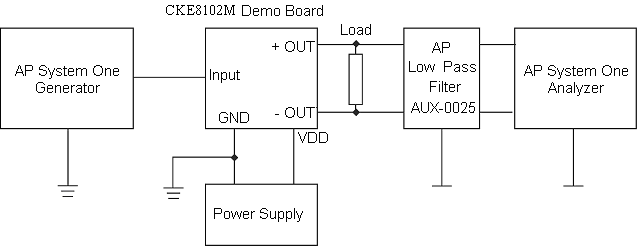 CKE8102M Demo Board
AP System One
Generator
Input
+ OUT
- OUT
GND
VDD
Load
AP
Low Pass
Filter
AUX-0025
AP System One
Analyzer
Power Supply